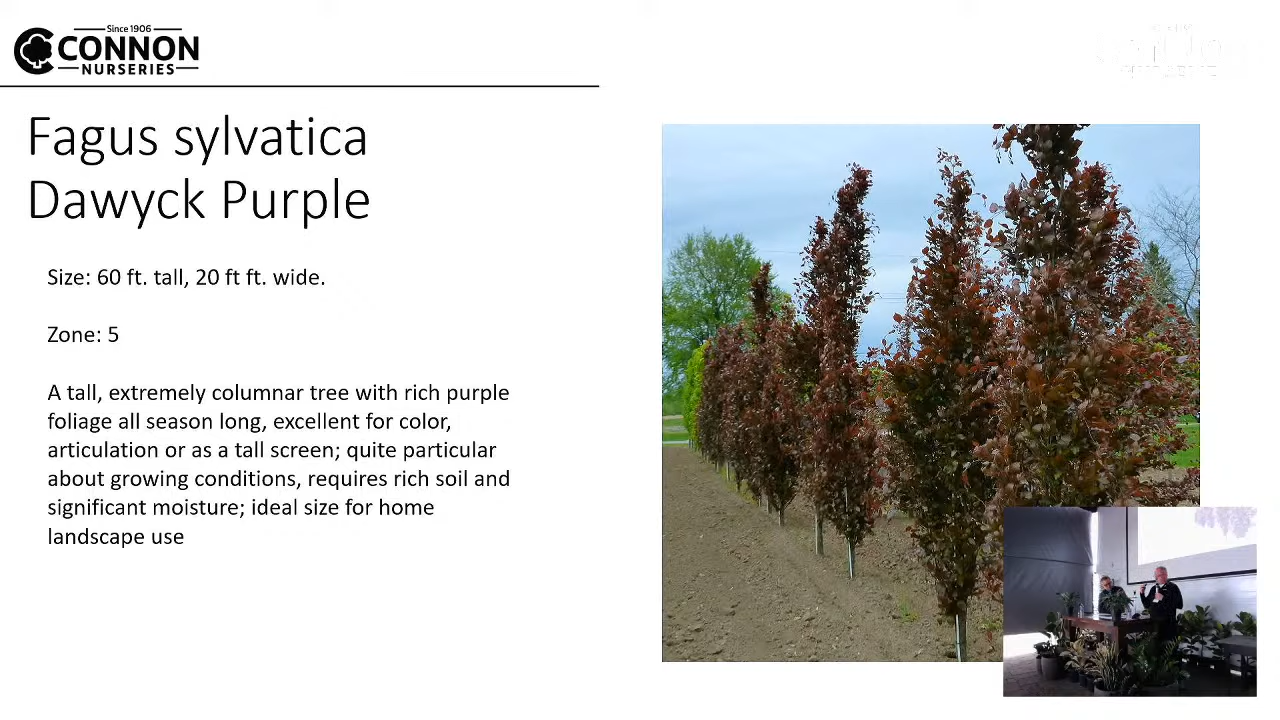 Since 1906
CONNON
NURSERIES
Fagus sylvatica
Dawyck Purple
Size: 60 ft. tall, 20 ft ft. wide.
Zone: 5
A tall, extremely columnar tree with rich purple
foliage all season long, excellent for color,
articulation or as a tall screen; quite particular
about growing conditions, requires rich soil and
significant moisture; ideal size for home
landscape use